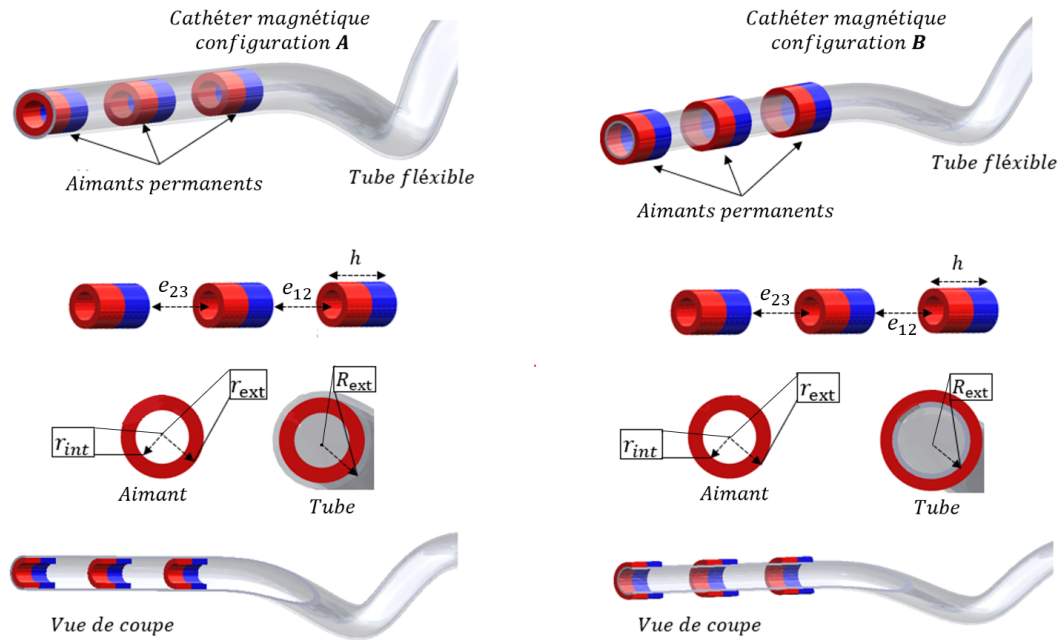 Cathéter magnétique
configuration A
Aimants permanents
Tube fléxible
e23
e12
h
rext
rint
Rext
Aimant
Tube
Vue de coupe
Cathéter magnétique
configuration B
Aimants permanents
Tube fléxible
e23
e12
h
rext
rint
Rext
Aimant
Tube
Vue de coupe